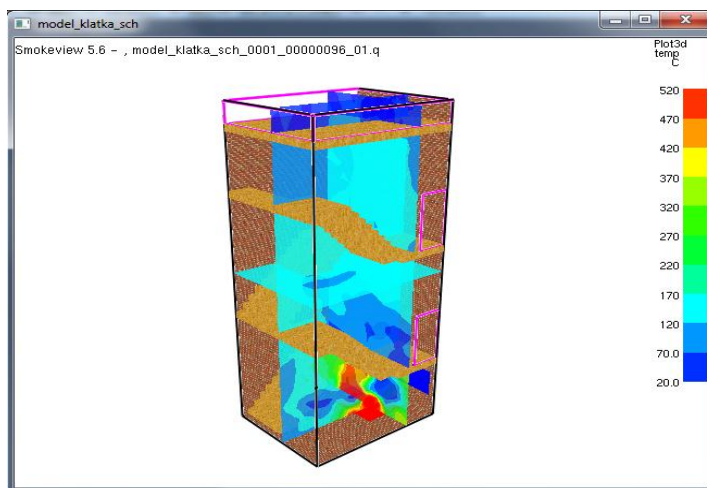 model_klatka_sch
Smokeview 5.6 - , model_klatka_sch_0001_00000096_01.q
Plot3d
temp
C
520
470
420
370
320
270
220
170
120
70.0
20.0